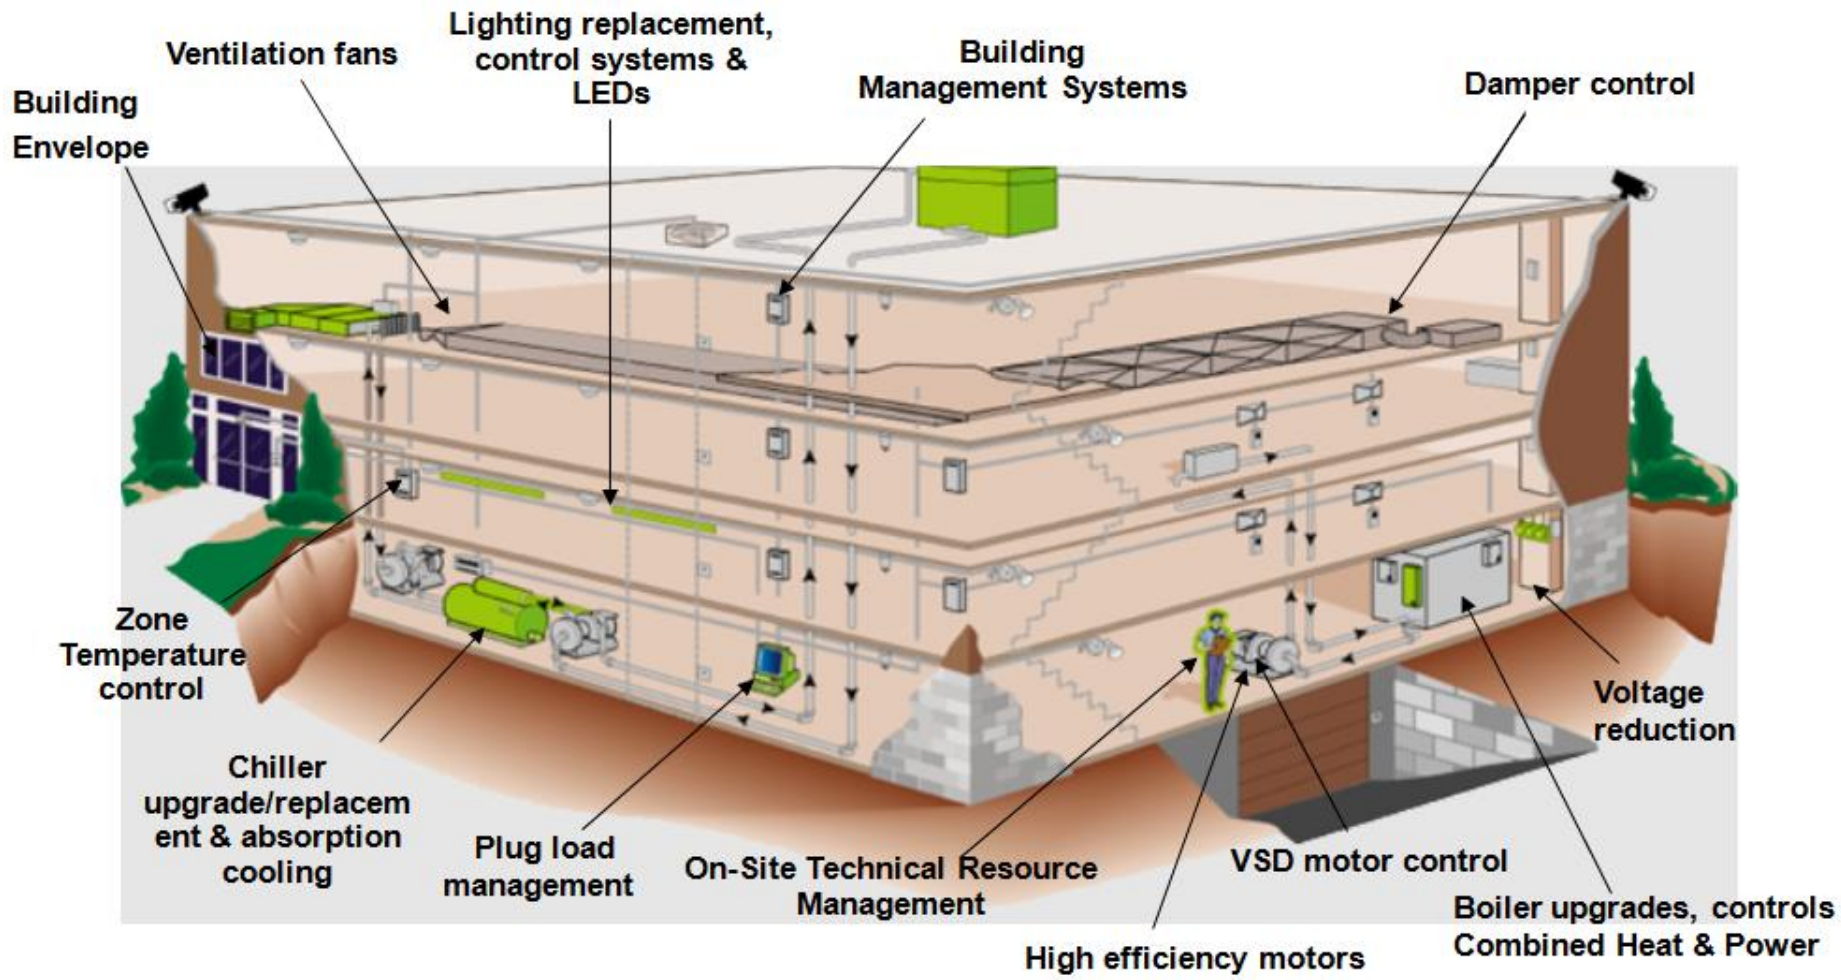 Building
Envelope
Ventilation fans
Lighting replacement,
control systems &
LEDs
Building
Management Systems
Damper control
Zone
Temperature
control
Chiller
upgrade/replacem
ent & absorption
cooling
Plug load
management
On-Site Technical Resource
Management
High efficiency motors
VSD motor control
Boiler upgrades, controls
Combined Heat & Power
Voltage
reduction